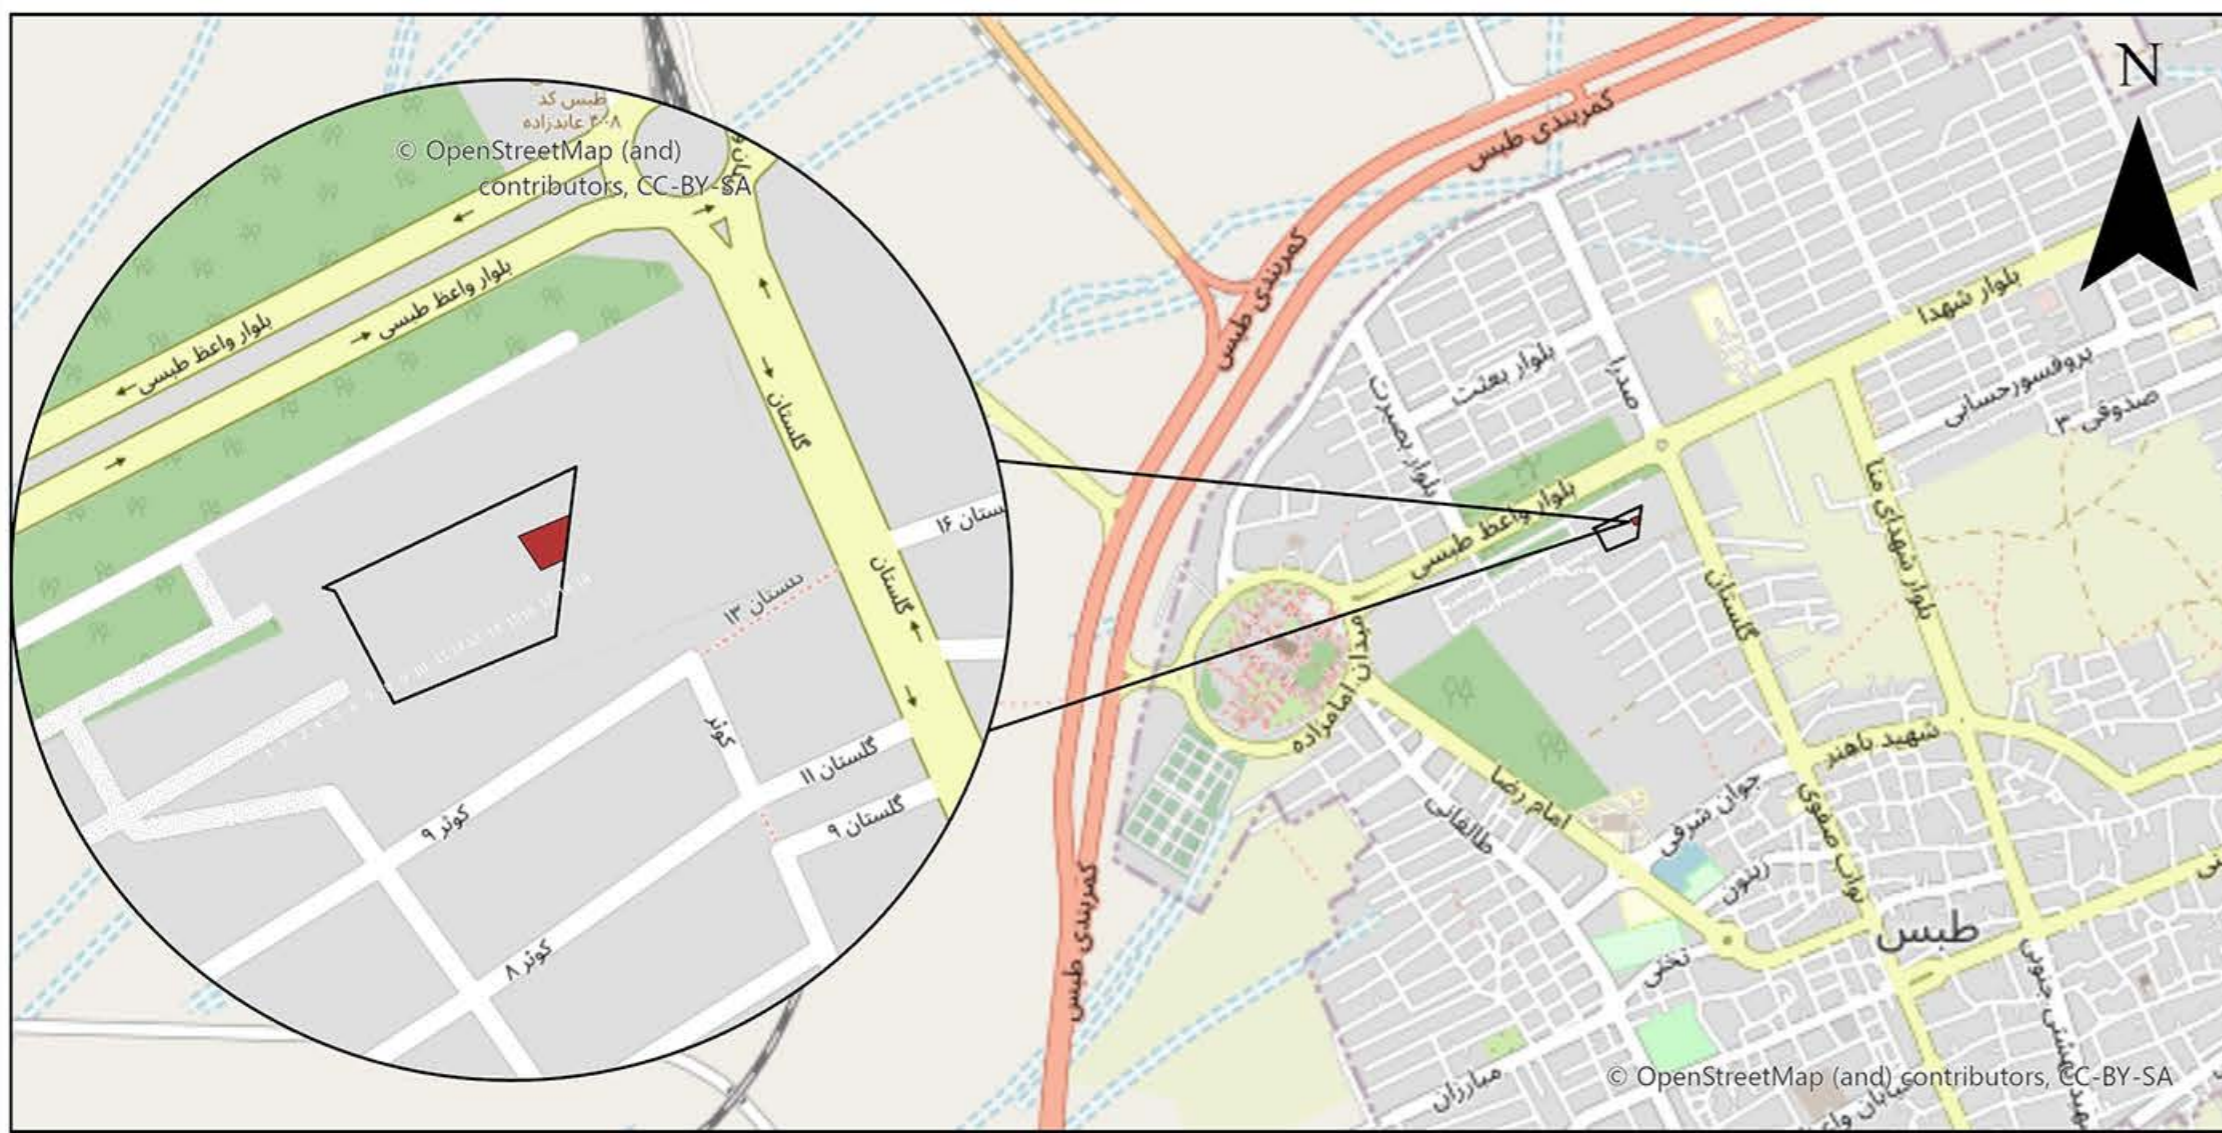 طبس کد
۴۰۸ عابدزاده
© OpenStreetMap (and)
contributors, CC-BY-SA
بلوار واعظ طبسی
بلوار واعظ طبسی
گلستان
گلستان
گلستان ۱۳
کوثر
گلستان ۱۱
گلستان ۹
کوثر ۹
کوثر ۸
N
کمربندی طبس
کمربندی طبس
کمربندی طبس
بلوار شهدا
پروفسورحسابی
صدوقی ۳
بلوار بعثت
صدرا
بلوار بصیرت
بلوار واعظ طبسی
بلوار شهدای منا
گلستان
میدان امامزاده
شهید باهنر
جوان شرقی
امام رضا
طالقانی
نواب صفوی
زیتون
طبس
تختی
مبارزان
© OpenStreetMap (and) contributors, CC-BY-SA